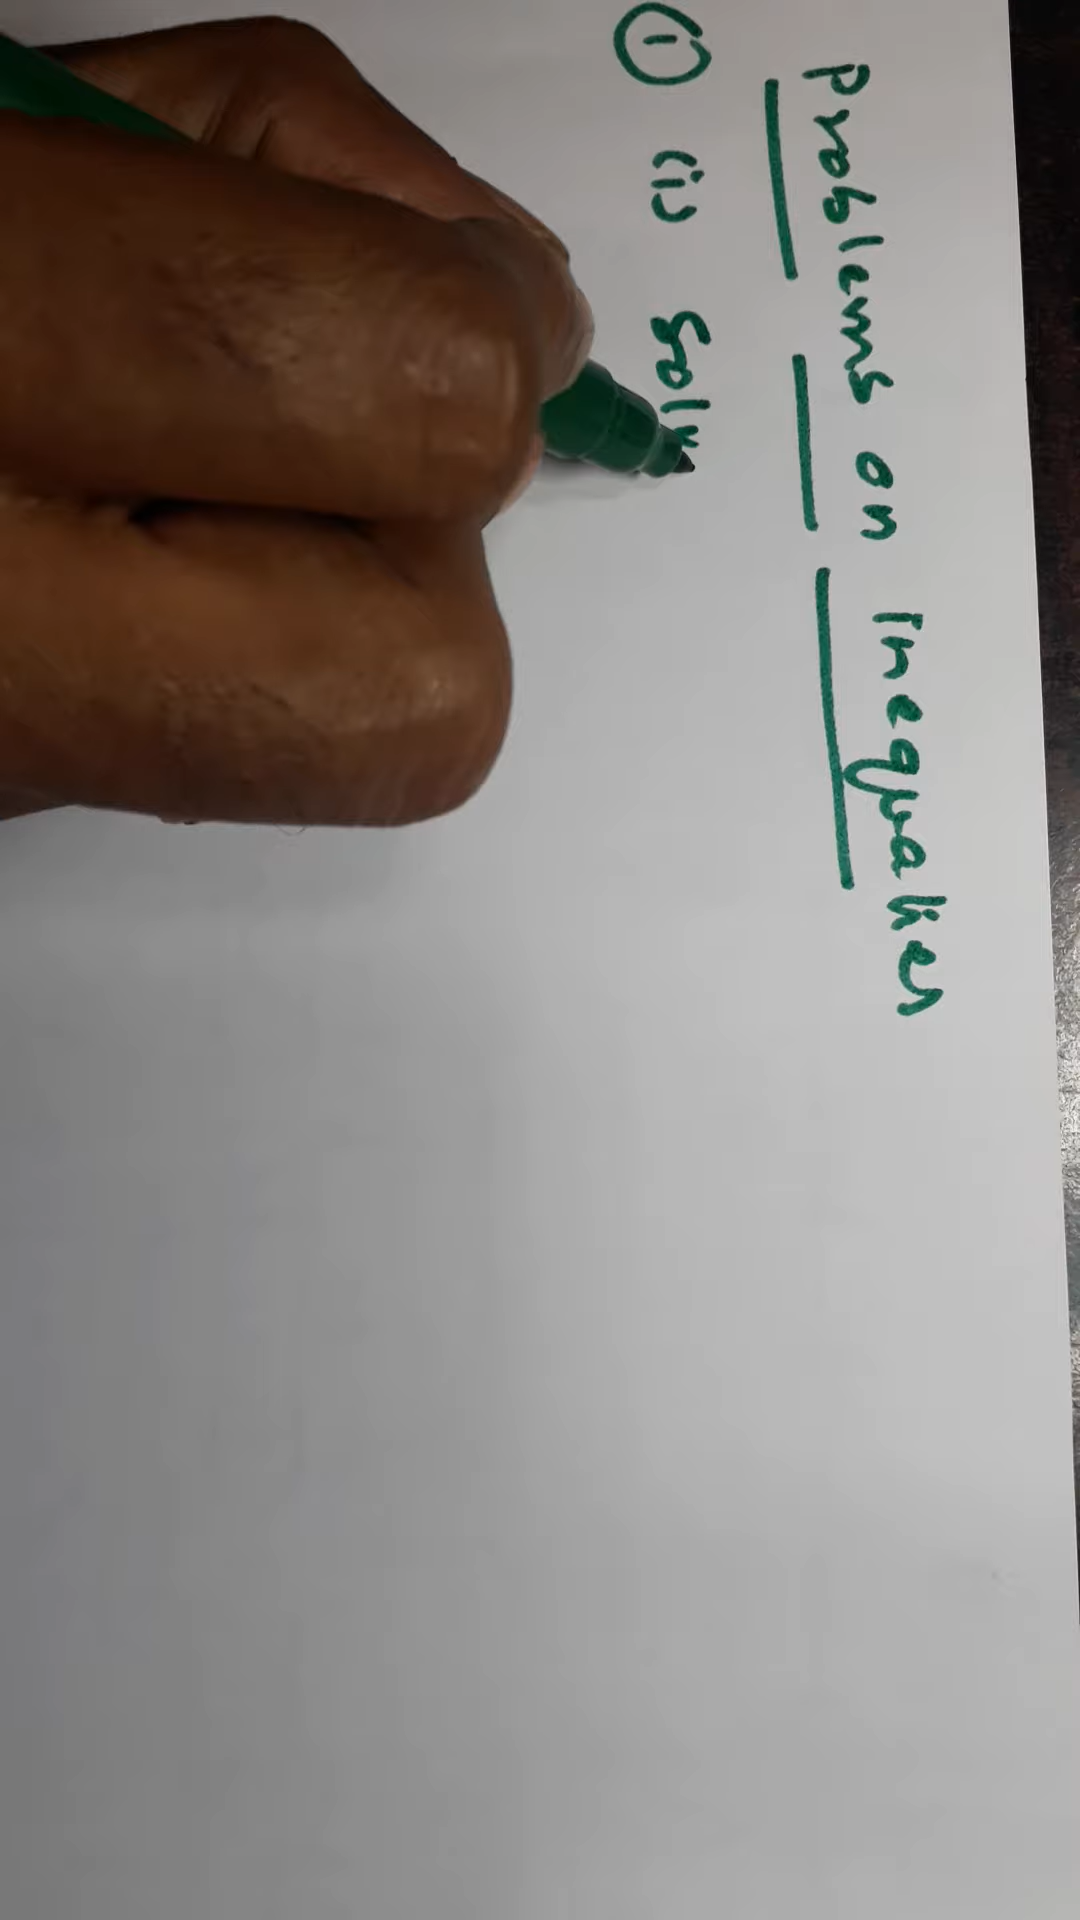 Problems on Inequalities
① (i) Solv